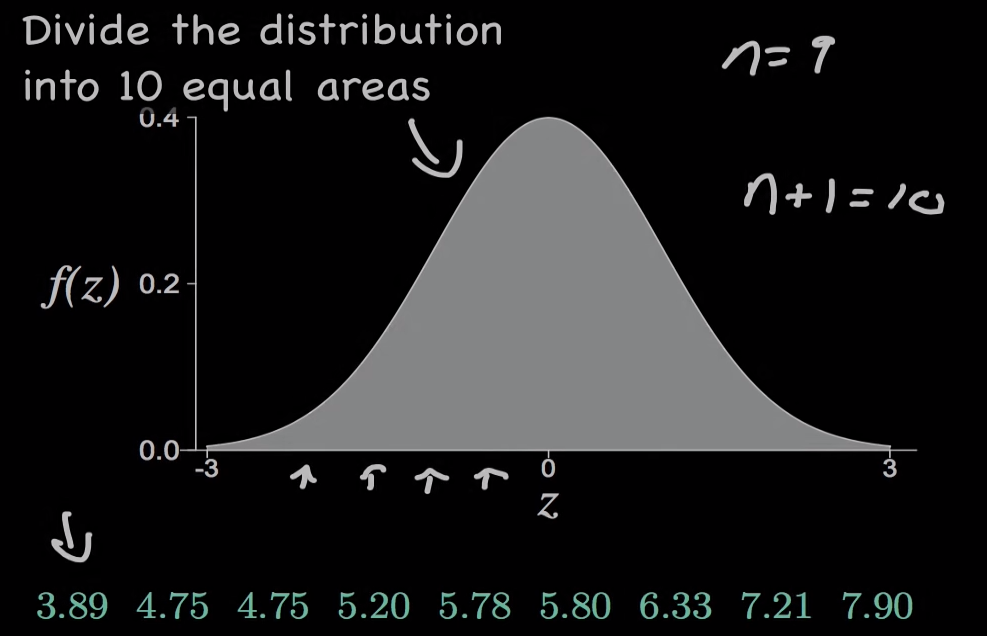 Divide the distribution
into 10 equal areas
n=9
n+1=10
0.4
f(z) 0.2
0.0
-3 0 3
z
3.89 4.75 4.75 5.20 5.78 5.80 6.33 7.21 7.90